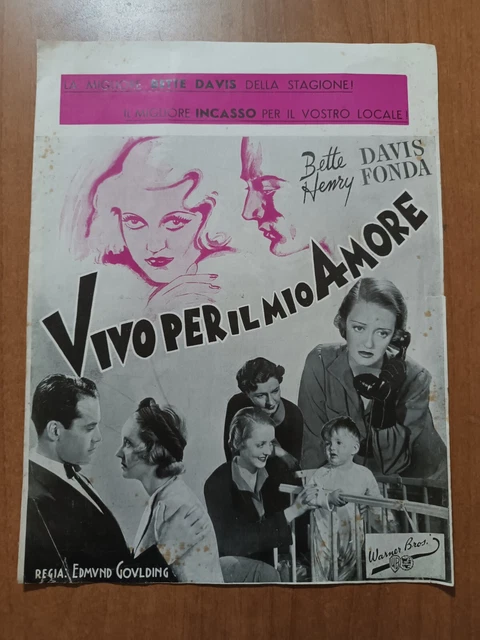 LA MIGLIORE BETTE DAVIS DELLA STAGIONE!
IL MIGLIORE INCASSO PER IL VOSTRO LOCALE!
Bette DAVIS
Henry FONDA
VIVO PER IL MIO AMORE
Warner Bros.
REGIA: EDMVND GOVLDING